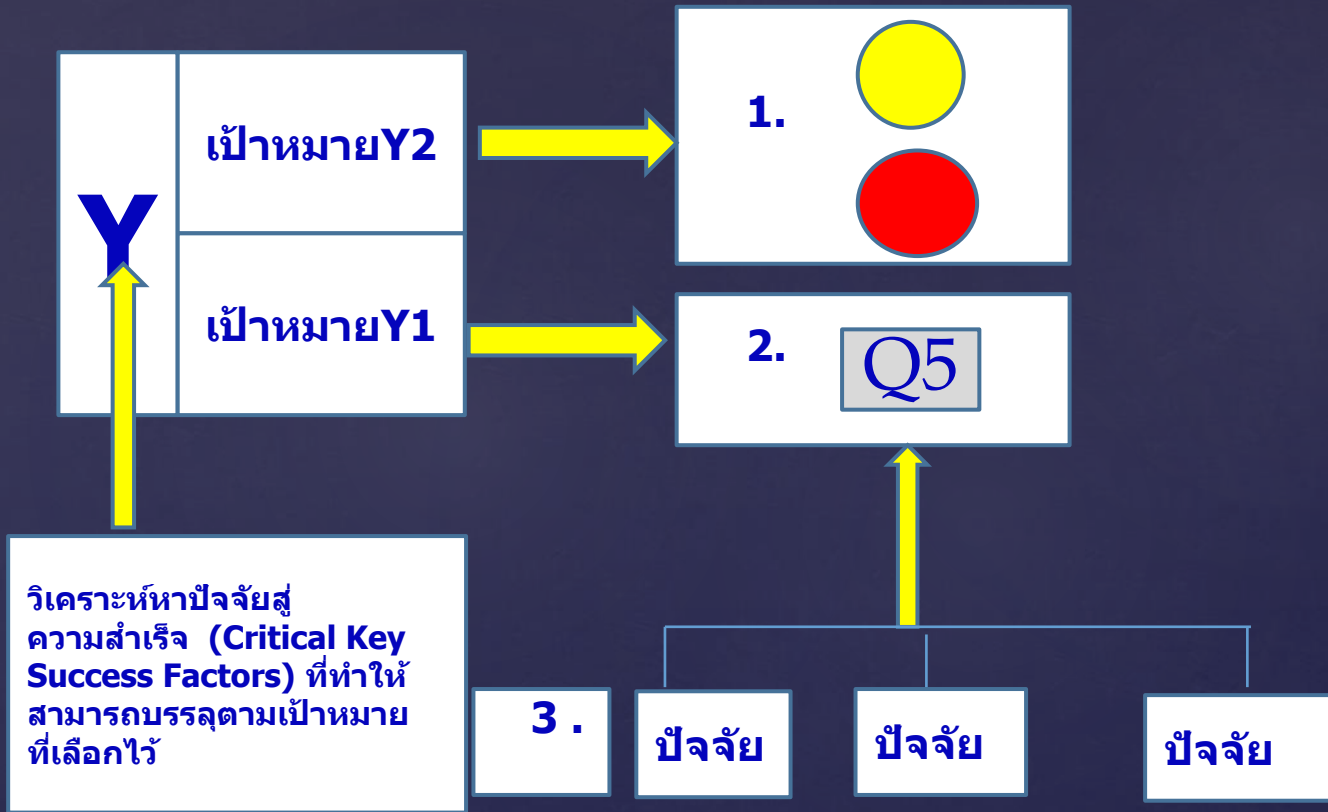 Y
เป้าหมายY2
เป้าหมายY1
1.
2.
Q5
วิเคราะห์หาปัจจัยสู่
ความสำเร็จ (Critical Key
Success Factors) ที่ทำให้
สามารถบรรลุตามเป้าหมาย
ที่เลือกไว้
3 .
ปัจจัย
ปัจจัย
ปัจจัย